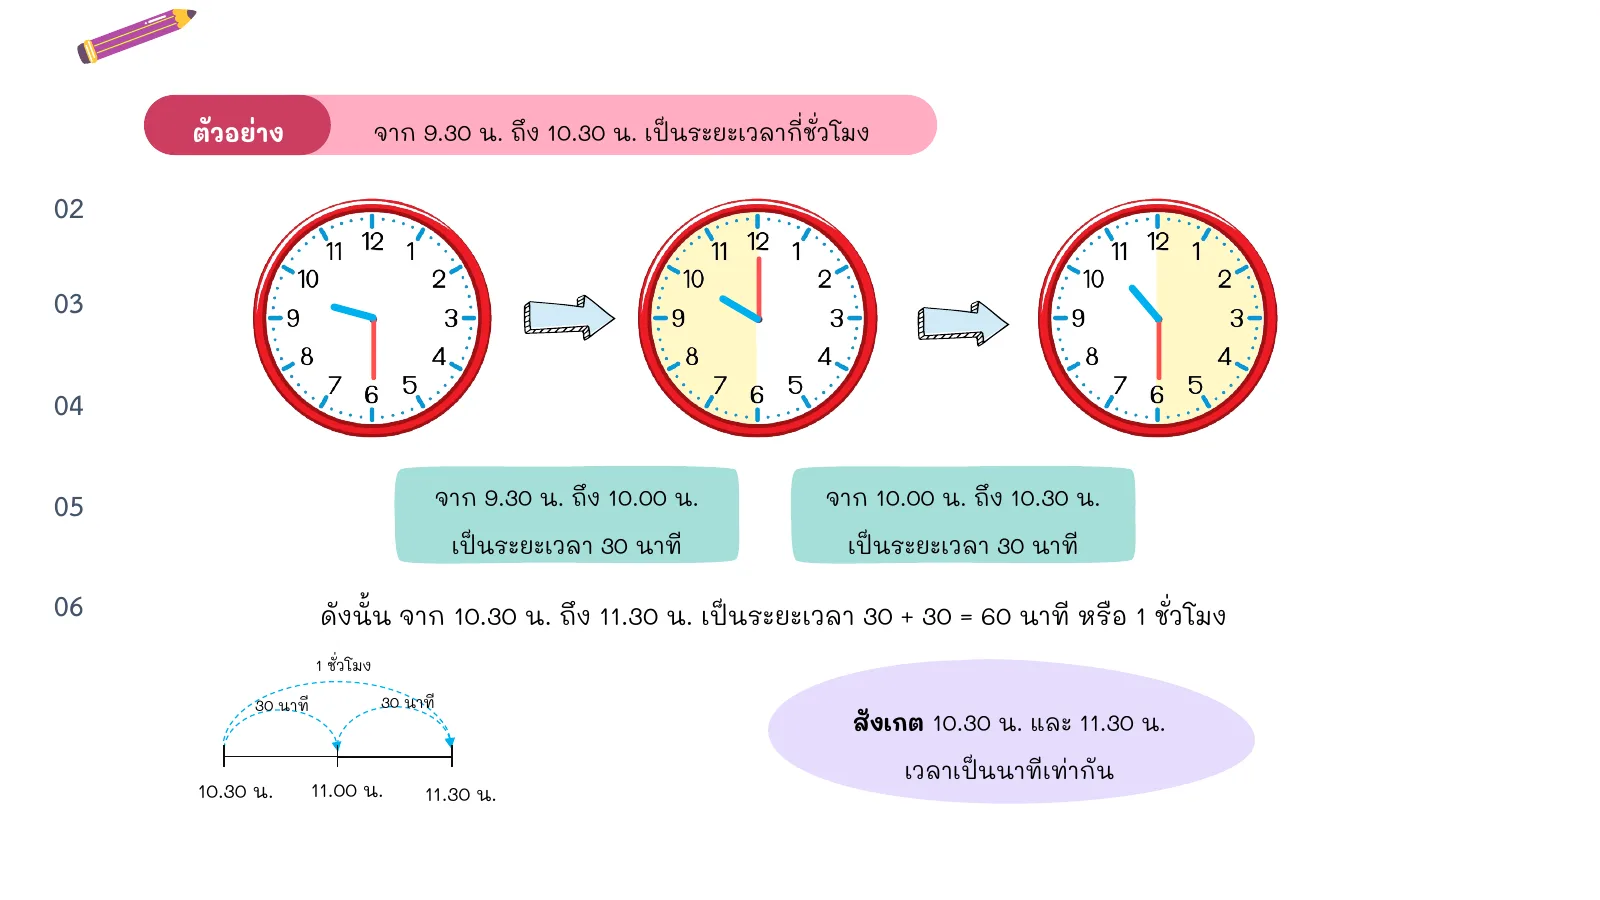 ตัวอย่าง จาก 9.30 น. ถึง 10.30 น. เป็นระยะเวลากี่ชั่วโมง
02
03
04
05
06
12
1
2
3
4
5
6
7
8
9
10
11
12
1
2
3
4
5
6
7
8
9
10
11
12
1
2
3
4
5
6
7
8
9
10
11
จาก 9.30 น. ถึง 10.00 น.
เป็นระยะเวลา 30 นาที
จาก 10.00 น. ถึง 10.30 น.
เป็นระยะเวลา 30 นาที
ดังนั้น จาก 10.30 น. ถึง 11.30 น. เป็นระยะเวลา 30 + 30 = 60 นาที หรือ 1 ชั่วโมง
1 ชั่วโมง
30 นาที
30 นาที
10.30 น.
11.00 น.
11.30 น.
สังเกต 10.30 น. และ 11.30 น.
เวลาเป็นนาทีเท่ากัน